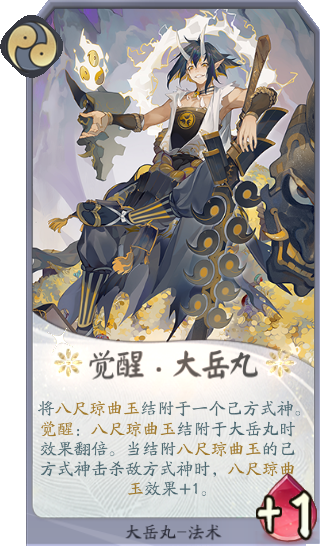 觉醒·大岳丸
将八尺琼曲玉结附于一个己方式神。
觉醒：八尺琼曲玉结附于大岳丸时
效果翻倍。当结附八尺琼曲玉的己
方式神击杀敌方式神时，八尺琼曲
玉效果+1。
+1
大岳丸-法术